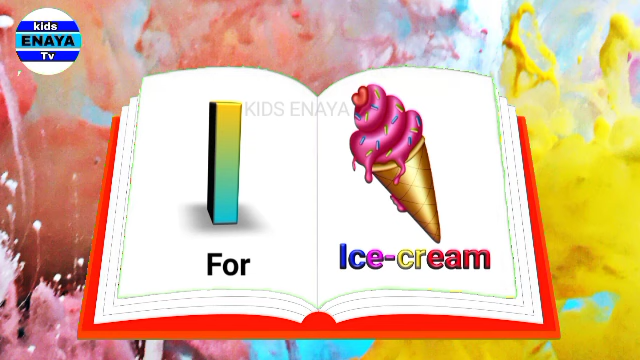 kids
ENAYA
Tv
KIDS ENAYA
I
For
Ice-cream